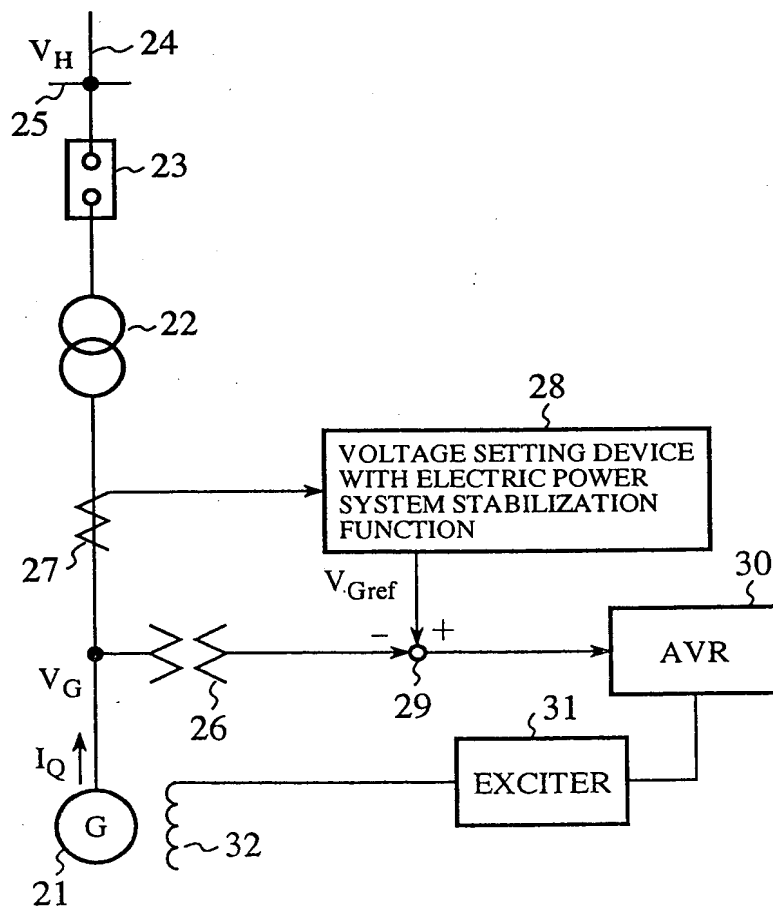 24
V_H
25
23
22
28
VOLTAGE SETTING DEVICE
WITH ELECTRIC POWER
SYSTEM STABILIZATION
FUNCTION
27
V_Gref
30
− +
AVR
V_G
26
29
31
I_Q
EXCITER
G
32
21